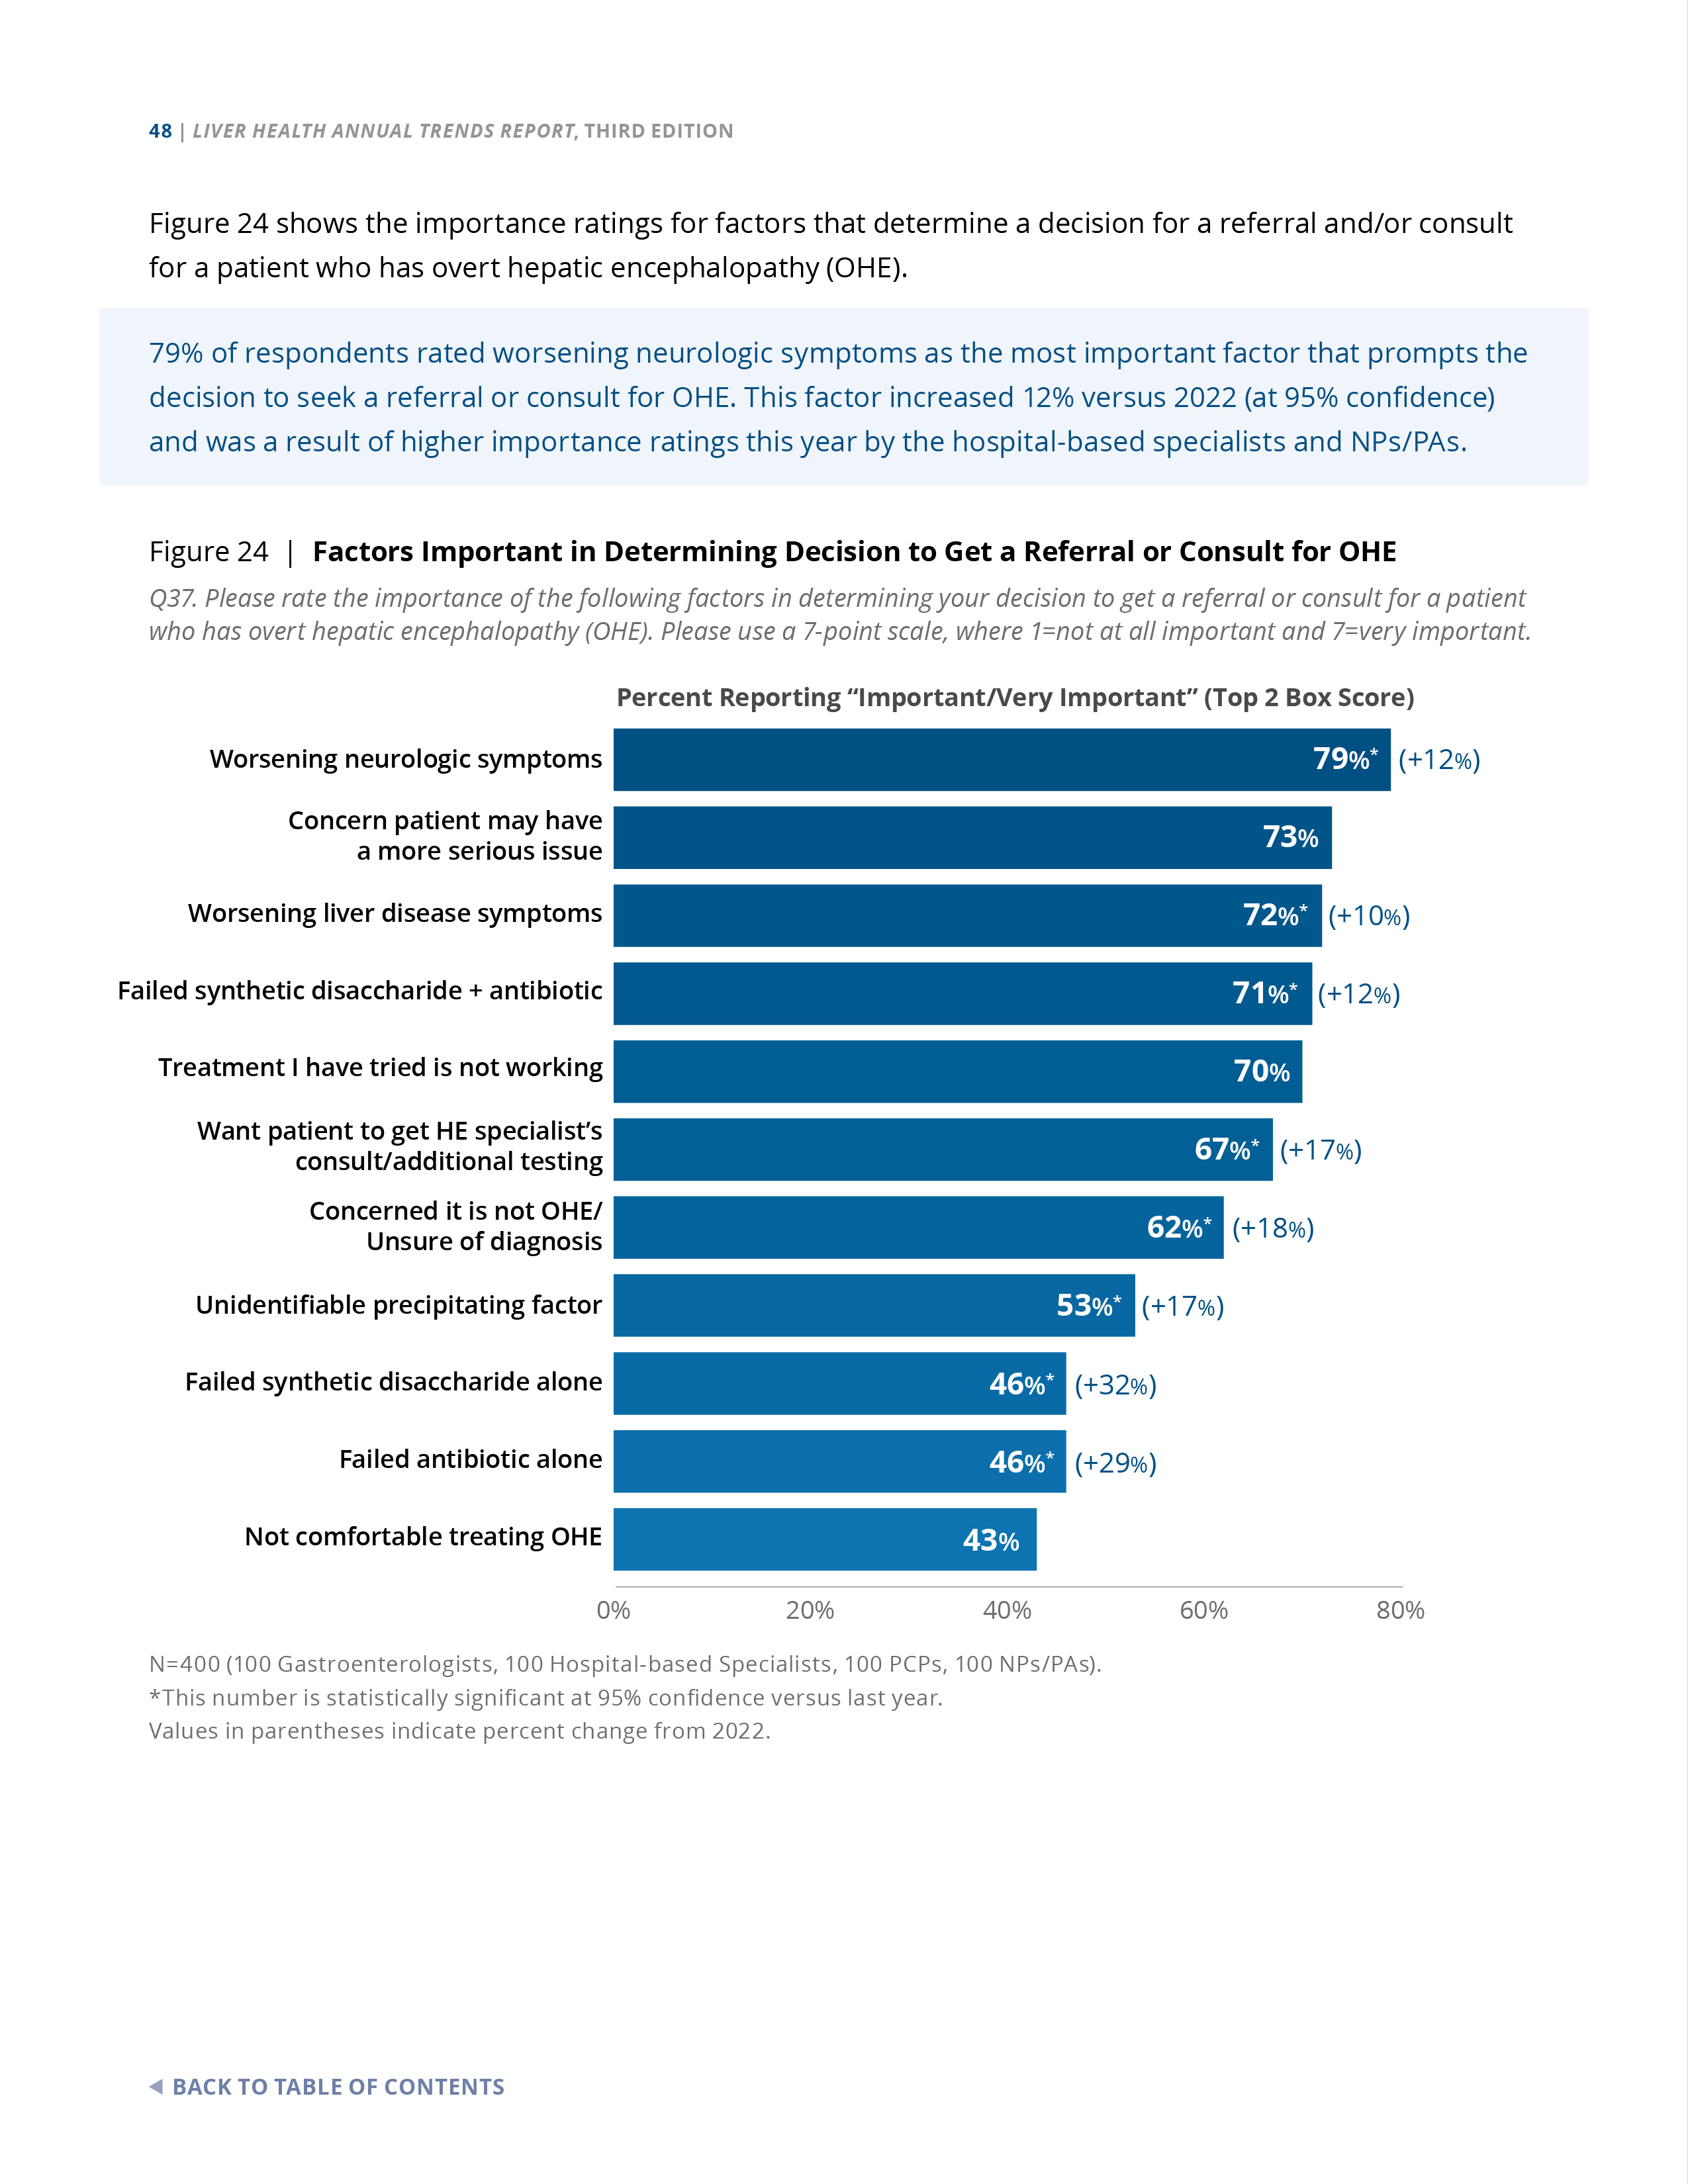 48 | LIVER HEALTH ANNUAL TRENDS REPORT, THIRD EDITION
Figure 24 shows the importance ratings for factors that determine a decision for a referral and/or consult
for a patient who has overt hepatic encephalopathy (OHE).
79% of respondents rated worsening neurologic symptoms as the most important factor that prompts the
decision to seek a referral or consult for OHE. This factor increased 12% versus 2022 (at 95% confidence)
and was a result of higher importance ratings this year by the hospital-based specialists and NPs/PAs.
Figure 24 | Factors Important in Determining Decision to Get a Referral or Consult for OHE
Q37. Please rate the importance of the following factors in determining your decision to get a referral or consult for a patient
who has overt hepatic encephalopathy (OHE). Please use a 7-point scale, where 1=not at all important and 7=very important.
Percent Reporting “Important/Very Important” (Top 2 Box Score)
Worsening neurologic symptoms 79%* (+12%)
Concern patient may have
a more serious issue 73%
Worsening liver disease symptoms 72%* (+10%)
Failed synthetic disaccharide + antibiotic 71%* (+12%)
Treatment I have tried is not working 70%
Want patient to get HE specialist’s
consult/additional testing 67%* (+17%)
Concerned it is not OHE/
Unsure of diagnosis 62%* (+18%)
Unidentifiable precipitating factor 53%* (+17%)
Failed synthetic disaccharide alone 46%* (+32%)
Failed antibiotic alone 46%* (+29%)
Not comfortable treating OHE 43%
0% 20% 40% 60% 80%
N=400 (100 Gastroenterologists, 100 Hospital-based Specialists, 100 PCPs, 100 NPs/PAs).
*This number is statistically significant at 95% confidence versus last year.
Values in parentheses indicate percent change from 2022.
BACK TO TABLE OF CONTENTS